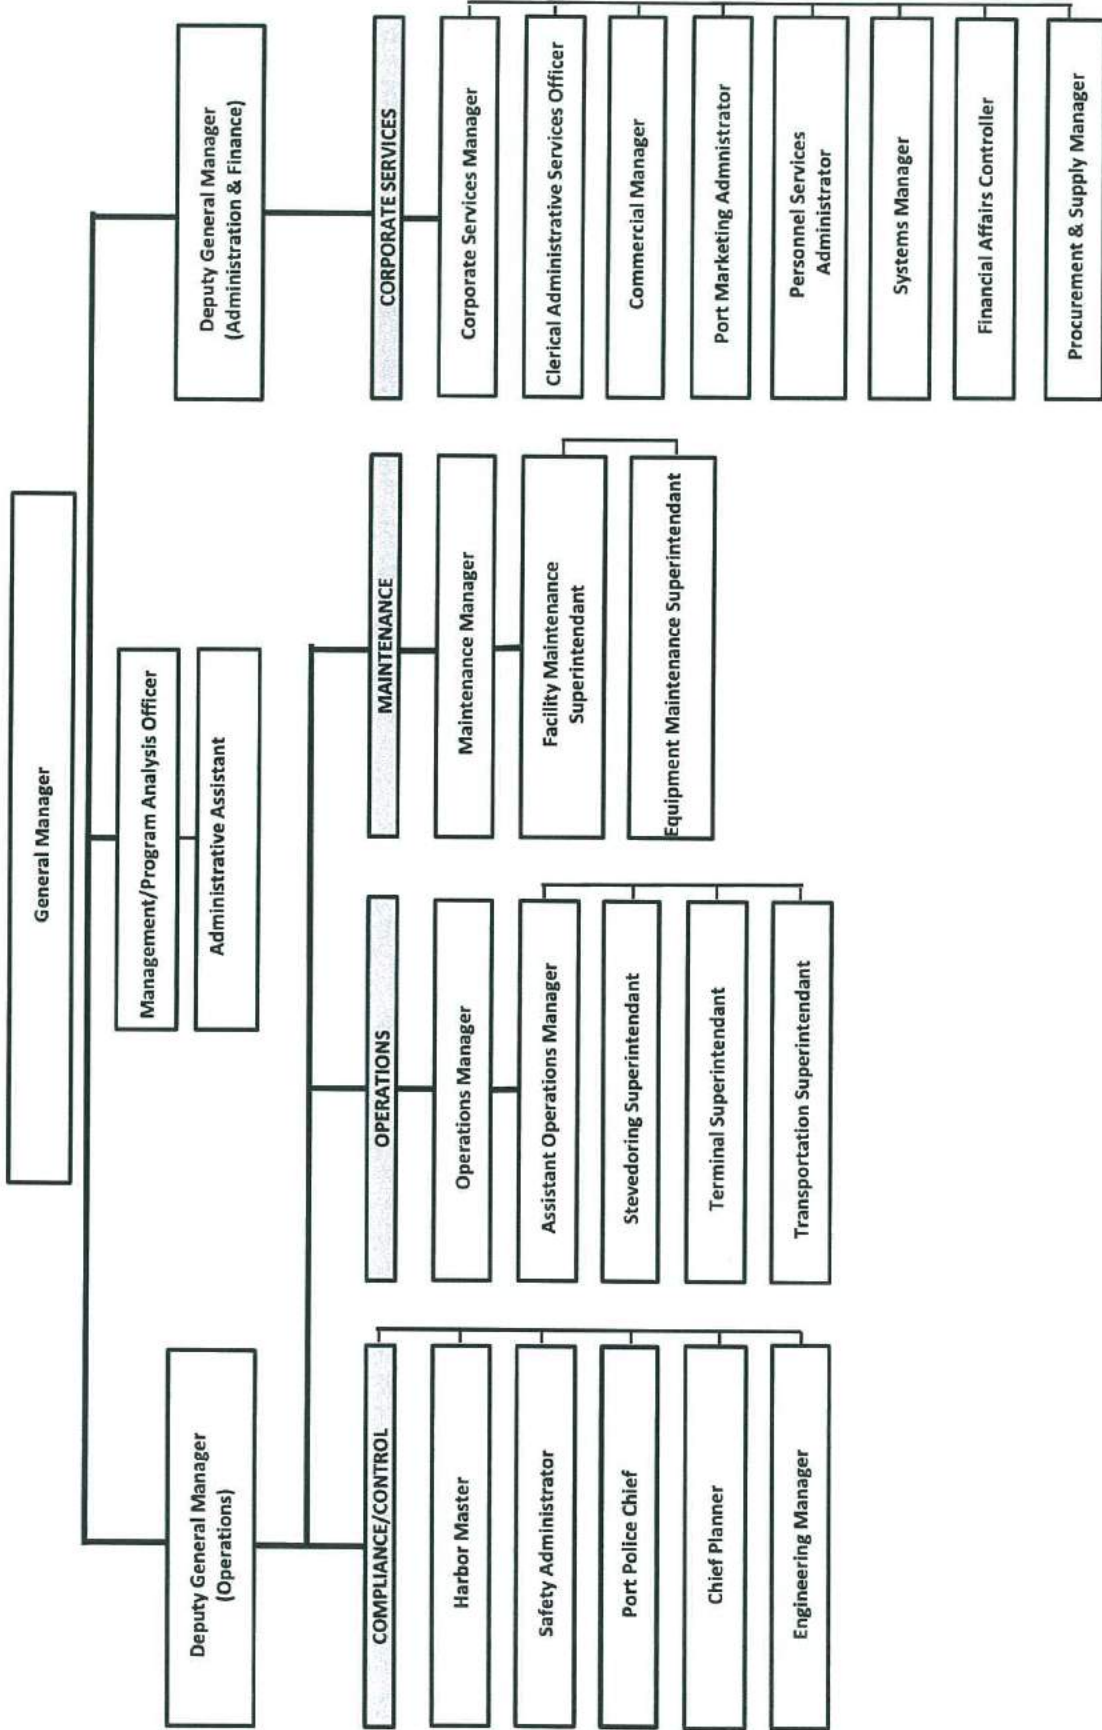 General Manager
Management/Program Analysis Officer
Administrative Assistant
Deputy General Manager
(Operations)
Deputy General Manager
(Administration & Finance)
COMPLIANCE/CONTROL
Harbor Master
Safety Administrator
Port Police Chief
Chief Planner
Engineering Manager
OPERATIONS
Operations Manager
Assistant Operations Manager
Stevedoring Superintendant
Terminal Superintendant
Transportation Superintendant
MAINTENANCE
Maintenance Manager
Facility Maintenance
Superintendant
Equipment Maintenance Superintendant
CORPORATE SERVICES
Corporate Services Manager
Clerical Administrative Services Officer
Commercial Manager
Port Marketing Admnistrator
Personnel Services
Administrator
Systems Manager
Financial Affairs Controller
Procurement & Supply Manager